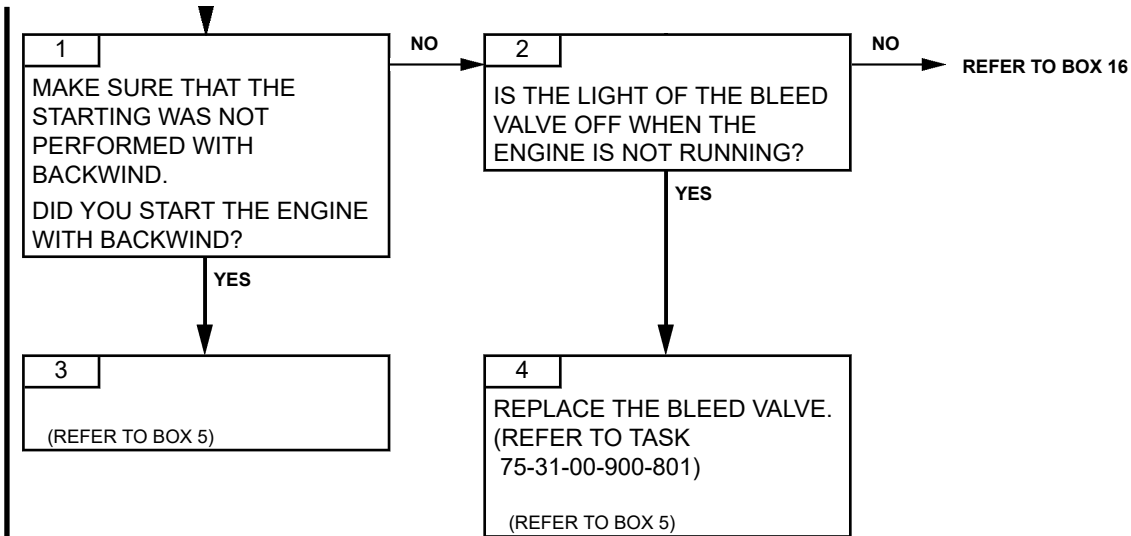 1
MAKE SURE THAT THE
STARTING WAS NOT
PERFORMED WITH
BACKWIND.
DID YOU START THE ENGINE
WITH BACKWIND?
NO
2
IS THE LIGHT OF THE BLEED
VALVE OFF WHEN THE
ENGINE IS NOT RUNNING?
NO
REFER TO BOX 16
YES
YES
3
(REFER TO BOX 5)
4
REPLACE THE BLEED VALVE.
(REFER TO TASK
75-31-00-900-801)
(REFER TO BOX 5)